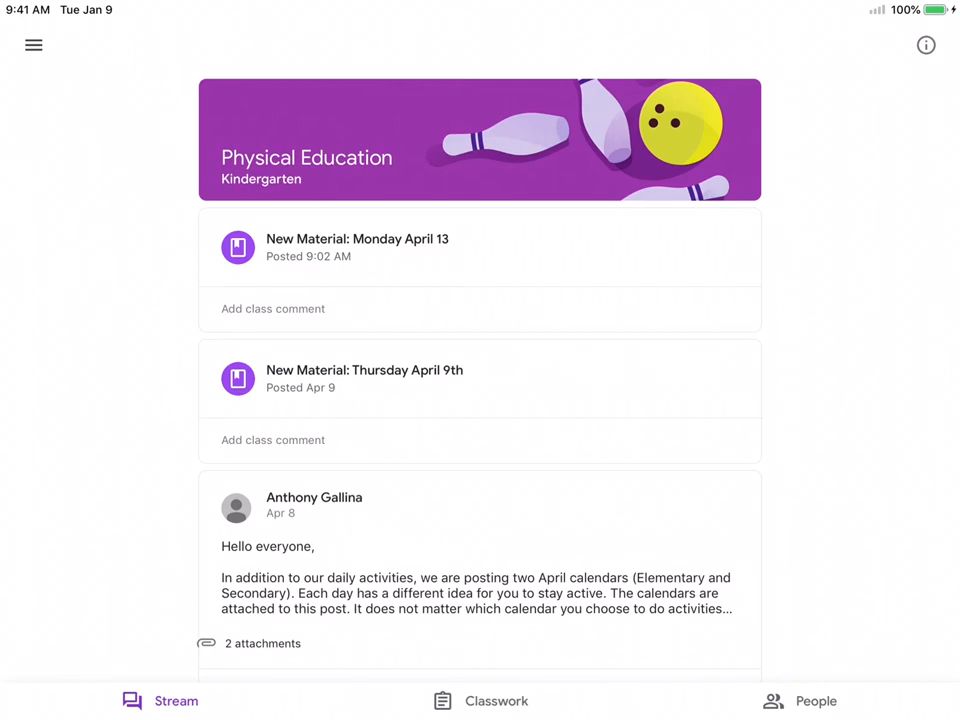 9:41 AM Tue Jan 9 100%
Physical Education
Kindergarten
New Material: Monday April 13
Posted 9:02 AM
Add class comment
New Material: Thursday April 9th
Posted Apr 9
Add class comment
Anthony Gallina
Apr 8
Hello everyone,
In addition to our daily activities, we are posting two April calendars (Elementary and
Secondary). Each day has a different idea for you to stay active. The calendars are
attached to this post. It does not matter which calendar you choose to do activities...
2 attachments
Stream Classwork People